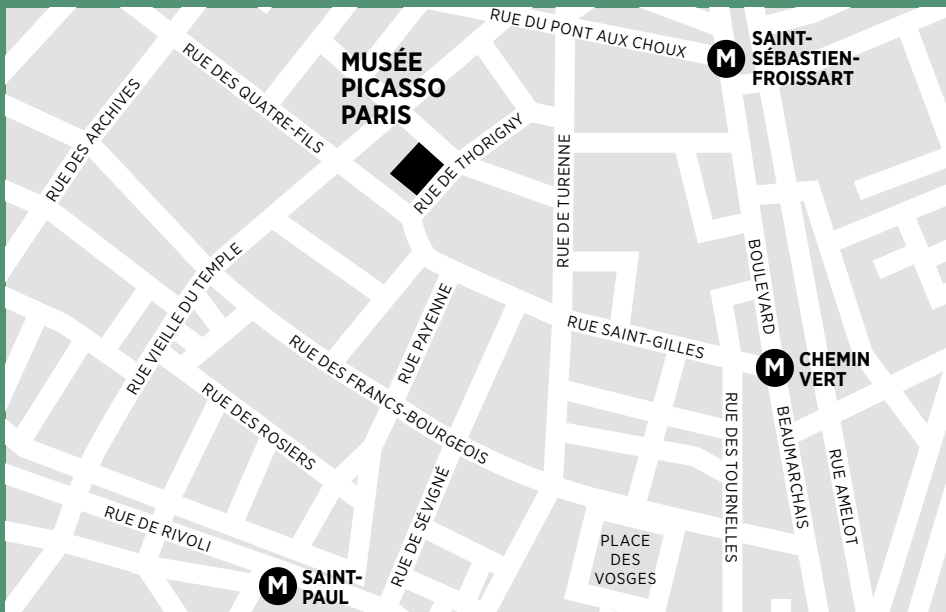 RUE DU PONT AUX CHOUX
M
SAINT-
SÉBASTIEN-
FROISSART
MUSÉE
PICASSO
PARIS
RUE DES QUATRE-FILS
RUE DES ARCHIVES
RUE DE THORIGNY
RUE DE TURENNE
RUE VIEILLE DU TEMPLE
BOULEVARD
RUE PAYENNE
RUE SAINT-GILLES
RUE DES FRANCS-BOURGEOIS
M
CHEMIN
VERT
RUE DES ROSIERS
RUE DES TOURNELLES
BEAUMARCHAIS
RUE AMELOT
RUE DE SÉVIGNÉ
RUE DE RIVOLI
PLACE
DES
VOSGES
M
SAINT-
PAUL